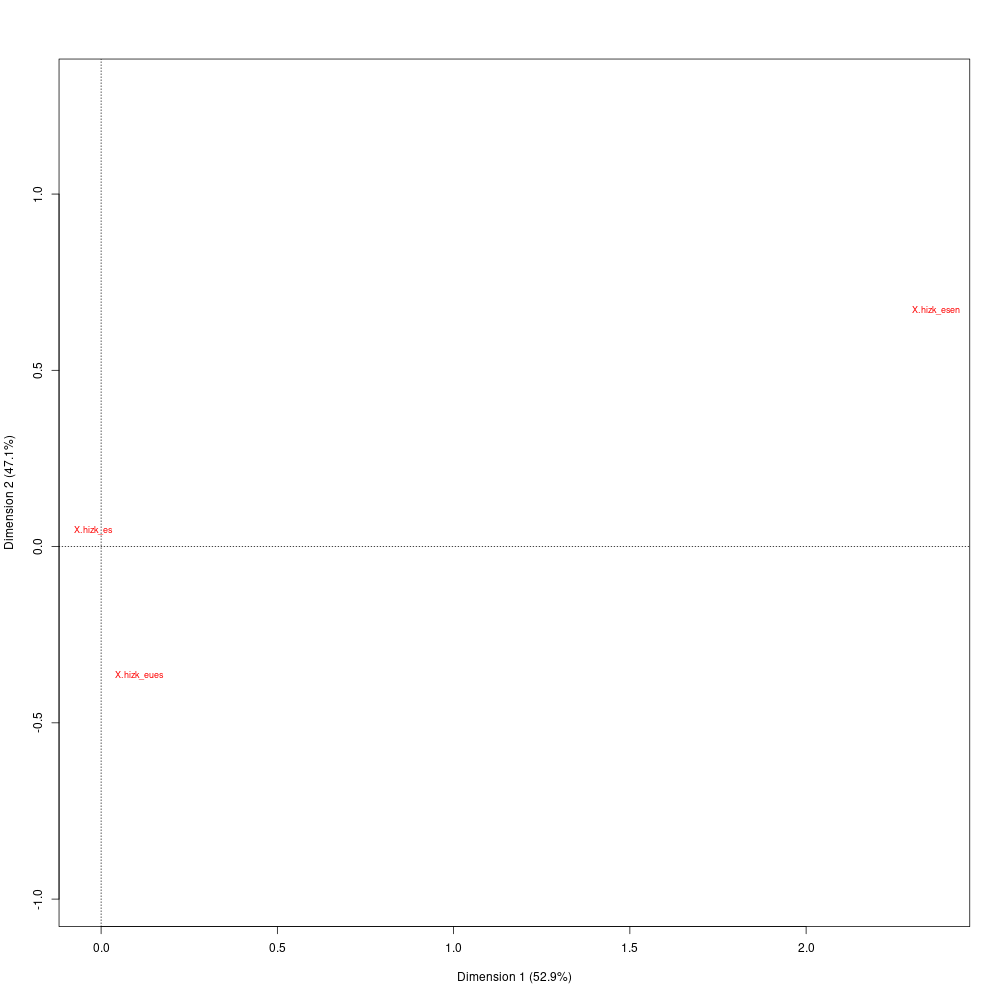 1.0
X.hizk_esen
0.5
Dimension 2 (47.1%)
X.hizk_es
0.0
X.hizk_eues
-0.5
-1.0
0.0 0.5 1.0 1.5 2.0
Dimension 1 (52.9%)